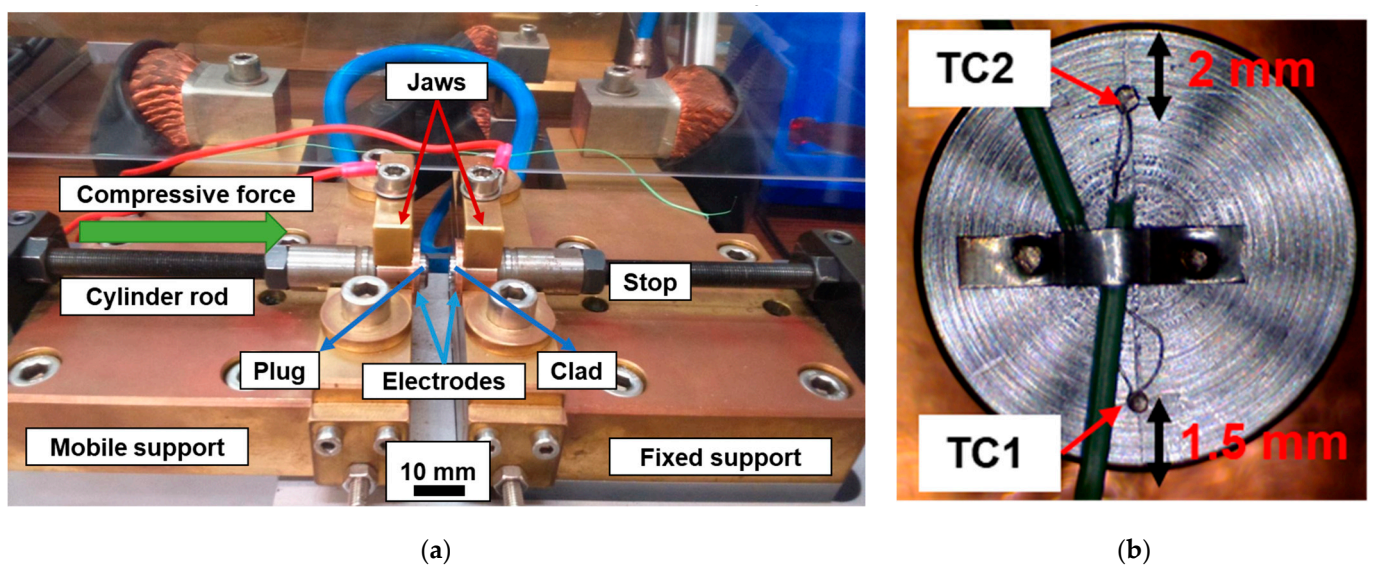 Jaws
Compressive force
Cylinder rod
Stop
Plug
Electrodes
Clad
Mobile support
10 mm
Fixed support
TC2
2 mm
TC1
1.5 mm
(a)
(b)